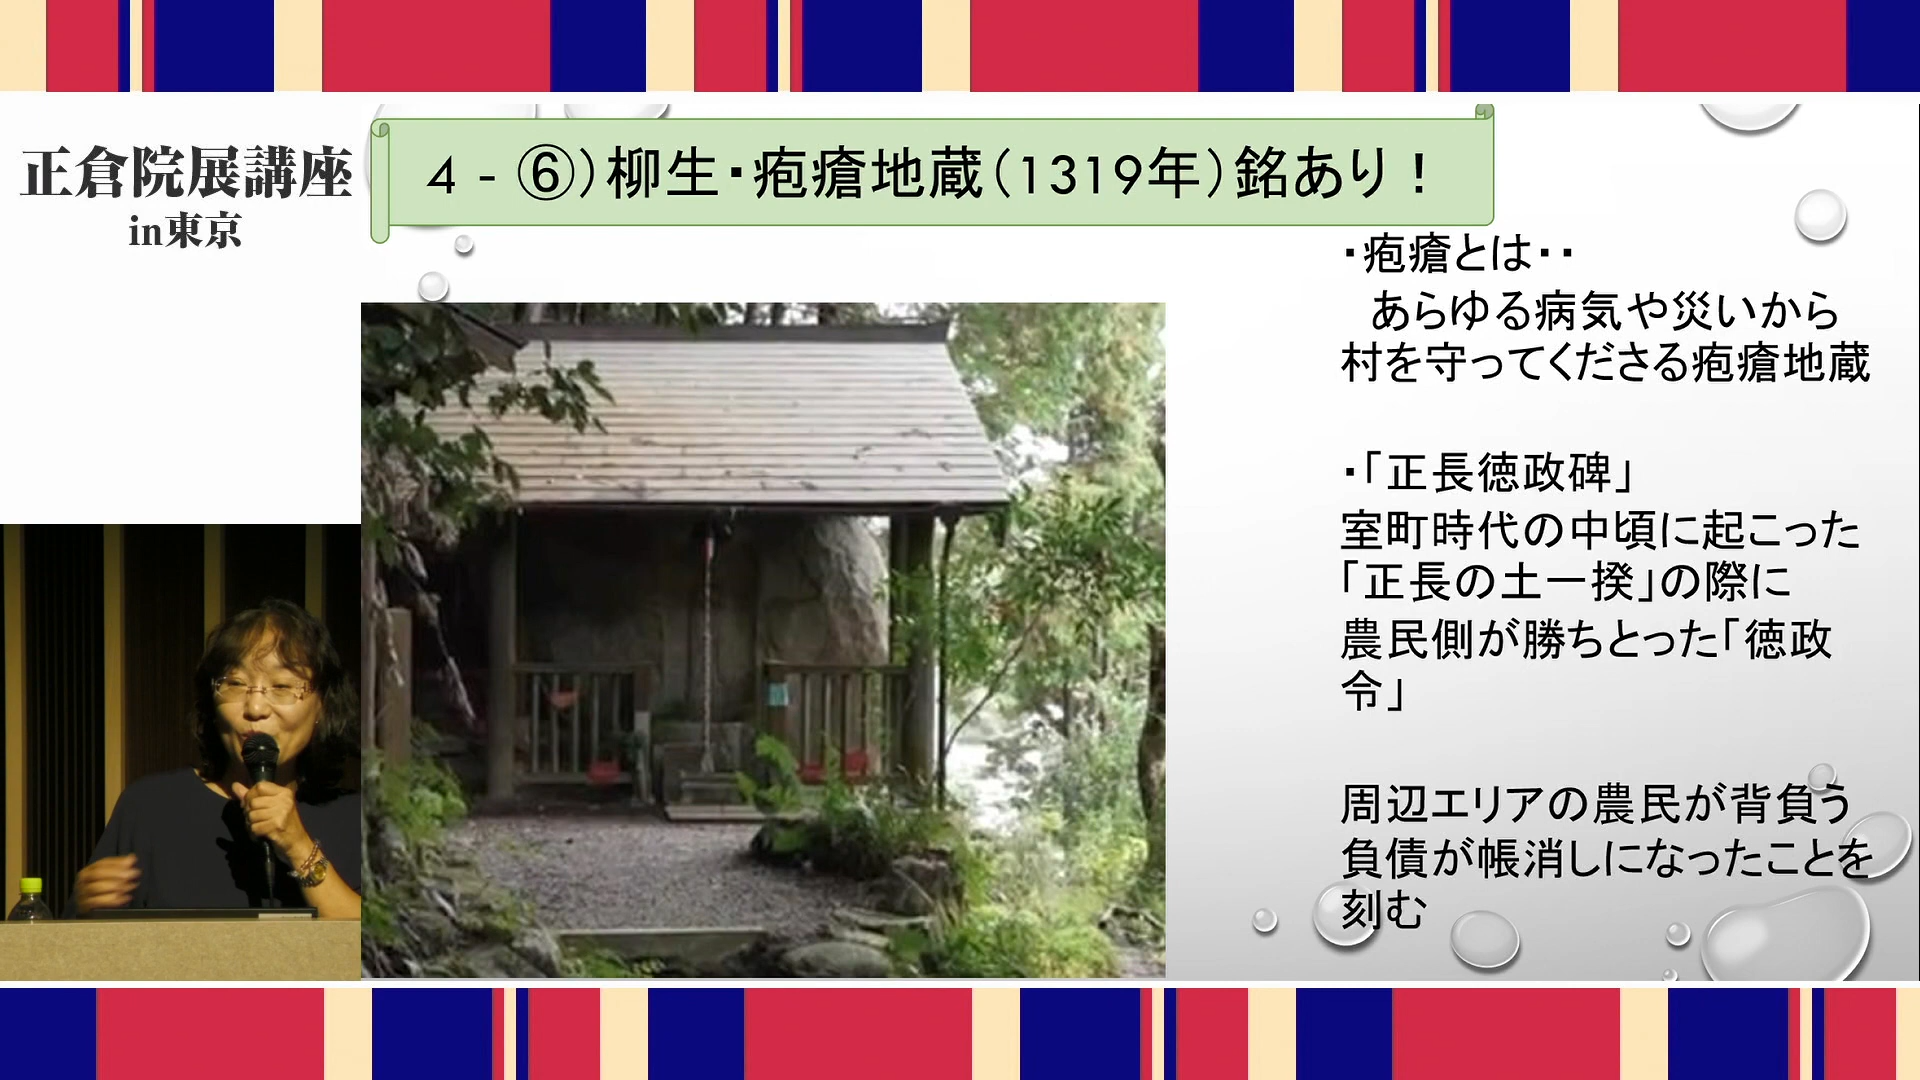 正倉院展講座
in東京
4 - ⑥）柳生・疱瘡地蔵（1319年）銘あり！
・疱瘡とは・・
あらゆる病気や災いから
村を守ってくださる疱瘡地蔵
・「正長徳政碑」
室町時代の中頃に起こった
「正長の土一揆」の際に
農民側が勝ちとった「徳政
令」
周辺エリアの農民が背負う
負債が帳消しになったことを
刻む